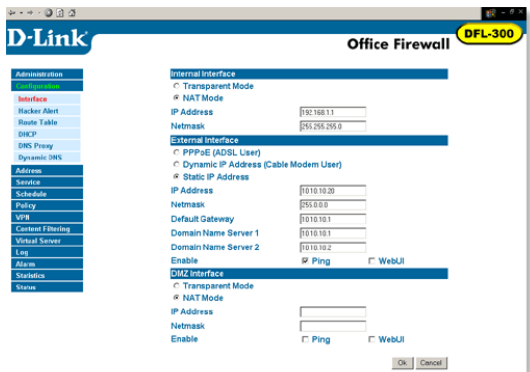 D-Link
Office Firewall
DFL-300
Administration
Configuration
Interface
Hacker Alert
Route Table
DHCP
DNS Proxy
Dynamic DNS
Address
Service
Schedule
Policy
VPN
Content Filtering
Virtual Server
Log
Alarm
Statistics
Status
Internal Interface
Transparent Mode
NAT Mode
IP Address 192.168.1.1
Netmask 255.255.255.0
External Interface
PPPoE (ADSL User)
Dynamic IP Address (Cable Modem User)
Static IP Address
IP Address 10.10.10.20
Netmask 255.0.0.0
Default Gateway 10.10.10.1
Domain Name Server 1 10.10.10.1
Domain Name Server 2 10.10.10.2
Enable Ping WebUI
DMZ Interface
Transparent Mode
NAT Mode
IP Address
Netmask
Enable Ping WebUI
Ok Cancel